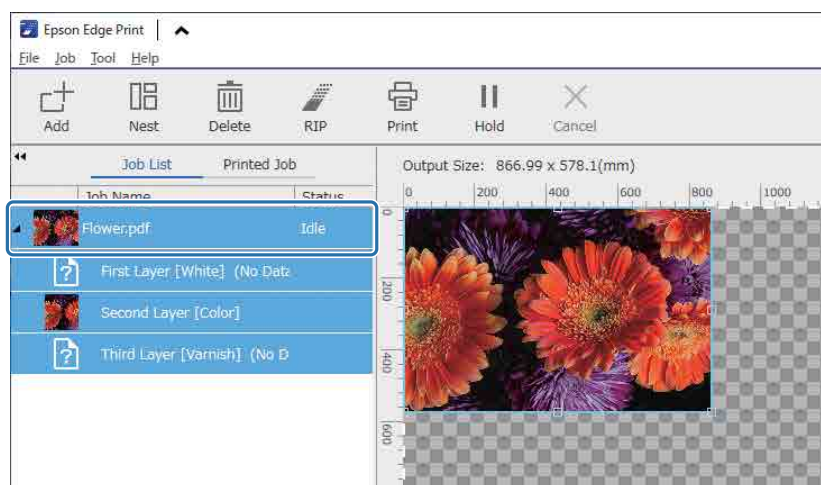 Epson Edge Print
File Job Tool Help
Add Nest Delete RIP Print Hold Cancel
Job List Printed Job
Output Size: 866.99 x 578.1(mm)
Job Name Status
0 200 400 600 800 1000
Flower.pdf Idle
First Layer [White] (No Data
Second Layer [Color]
Third Layer [Varnish] (No D
0
200
400
600